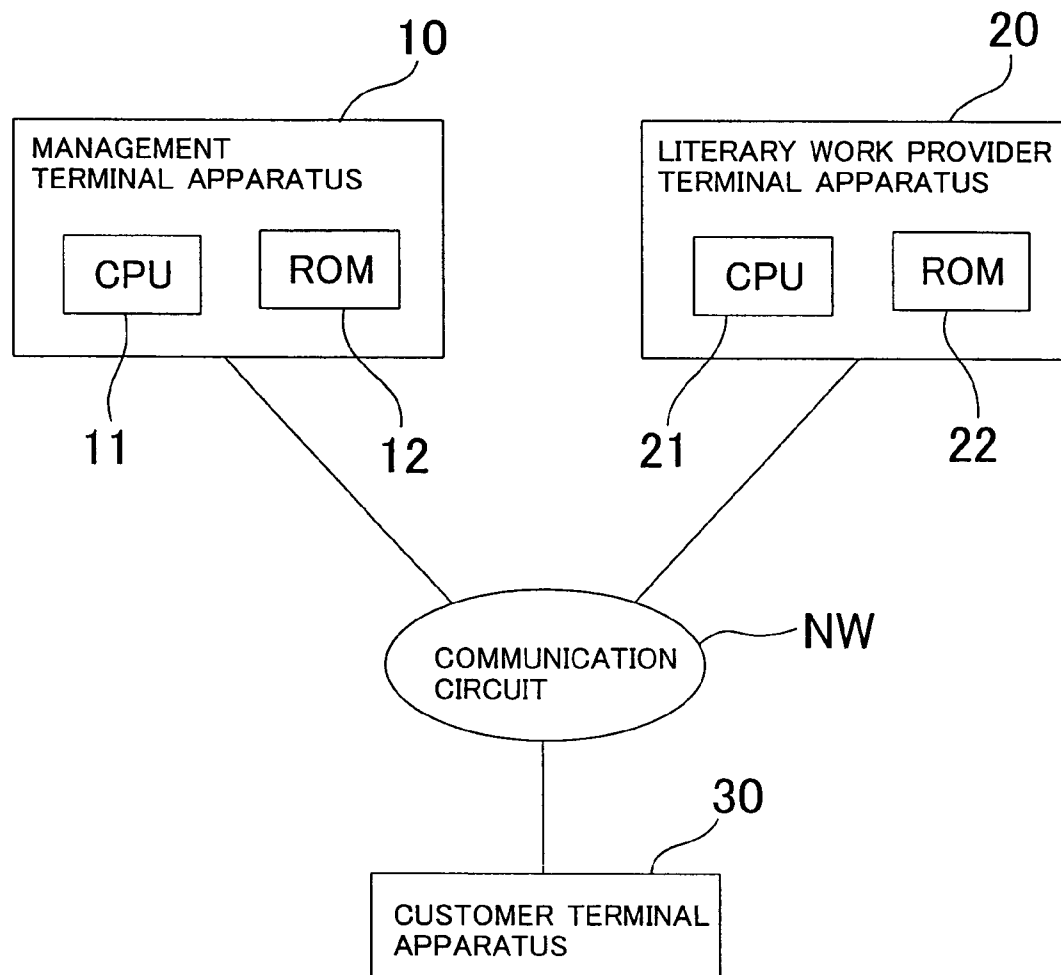 10
20
MANAGEMENT
TERMINAL APPARATUS
LITERARY WORK PROVIDER
TERMINAL APPARATUS
CPU
ROM
CPU
ROM
11
12
21
22
NW
COMMUNICATION
CIRCUIT
30
CUSTOMER TERMINAL
APPARATUS